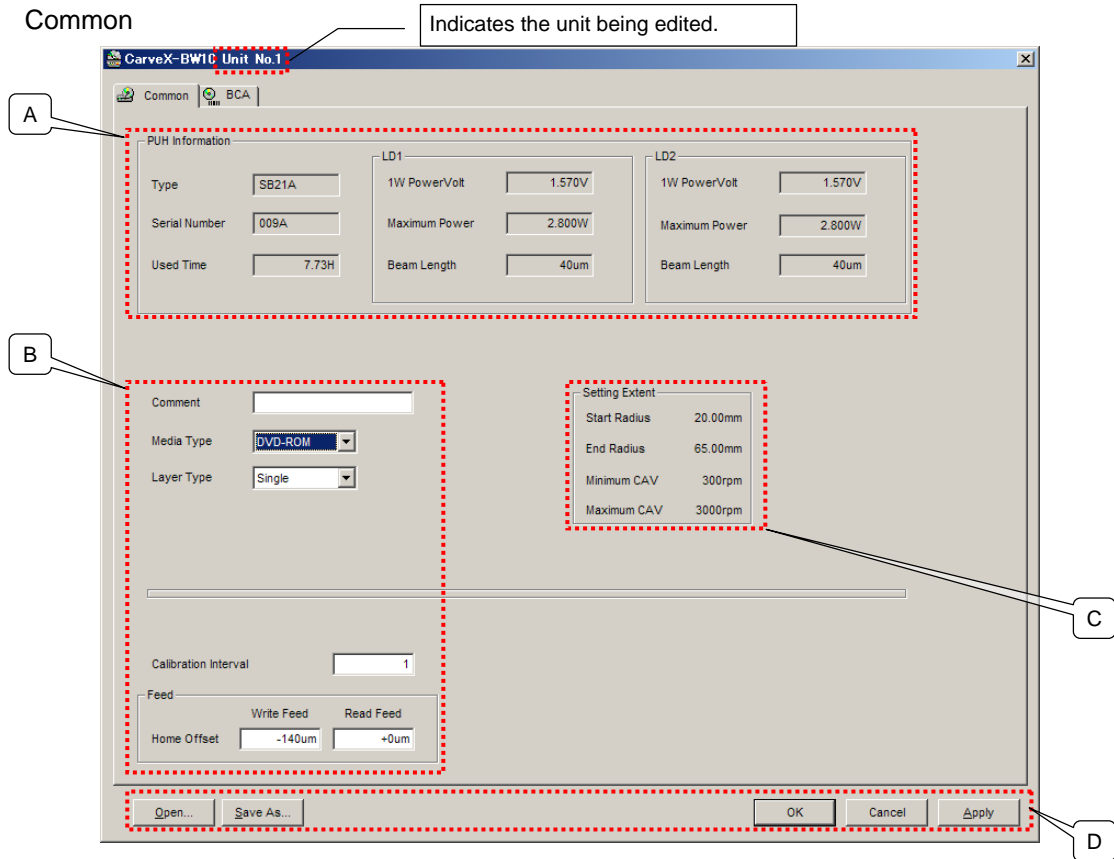 Common
Indicates the unit being edited.
CarveX-BW10 Unit No.1
Common BCA
A
PUH Information
LD1
LD2
Type SB21A 1W PowerVolt 1.570V 1W PowerVolt 1.570V
Serial Number 009A Maximum Power 2.800W Maximum Power 2.800W
Used Time 7.73H Beam Length 40um Beam Length 40um
B
Comment
Media Type DVD-ROM
Layer Type Single
Setting Extent
Start Radius 20.00mm
End Radius 65.00mm
Minimum CAV 300rpm
Maximum CAV 3000rpm
C
Calibration Interval 1
Feed
Write Feed Read Feed
Home Offset -140um +0um
Open... Save As... OK Cancel Apply
D